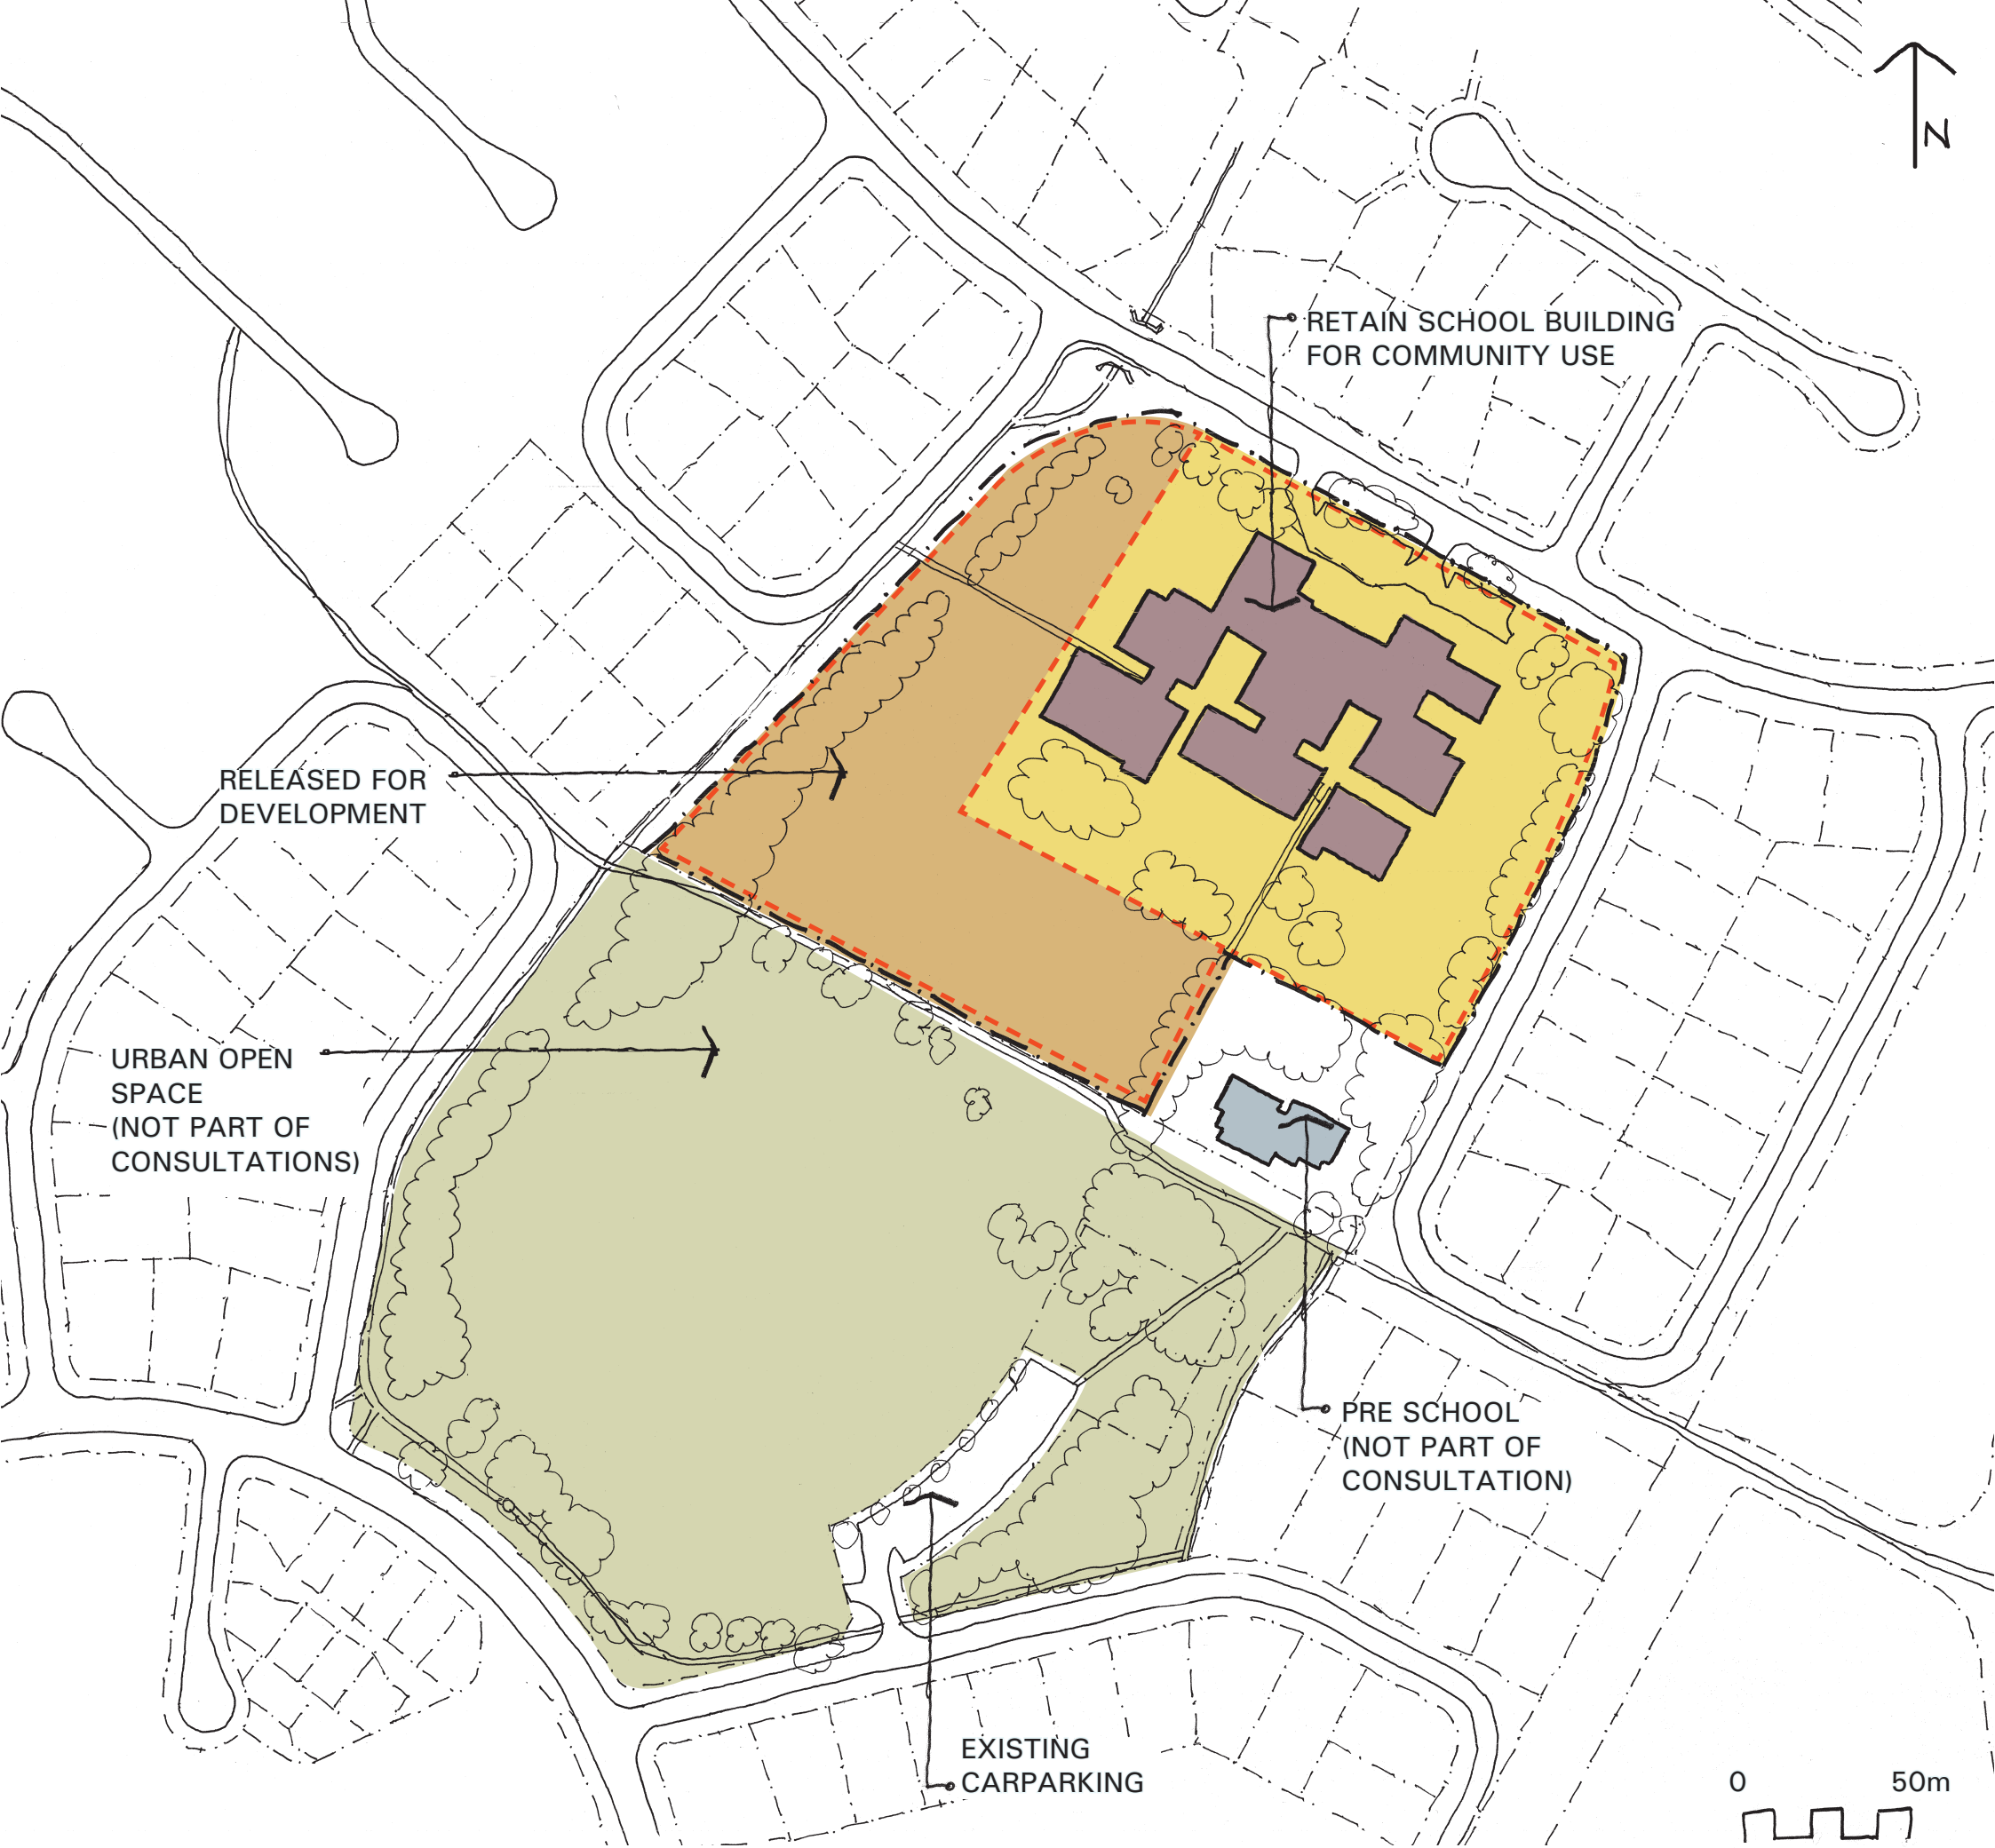 N
RETAIN SCHOOL BUILDING
FOR COMMUNITY USE
RELEASED FOR
DEVELOPMENT
URBAN OPEN
SPACE
(NOT PART OF
CONSULTATIONS)
PRE SCHOOL
(NOT PART OF
CONSULTATION)
EXISTING
CARPARKING
0 50m